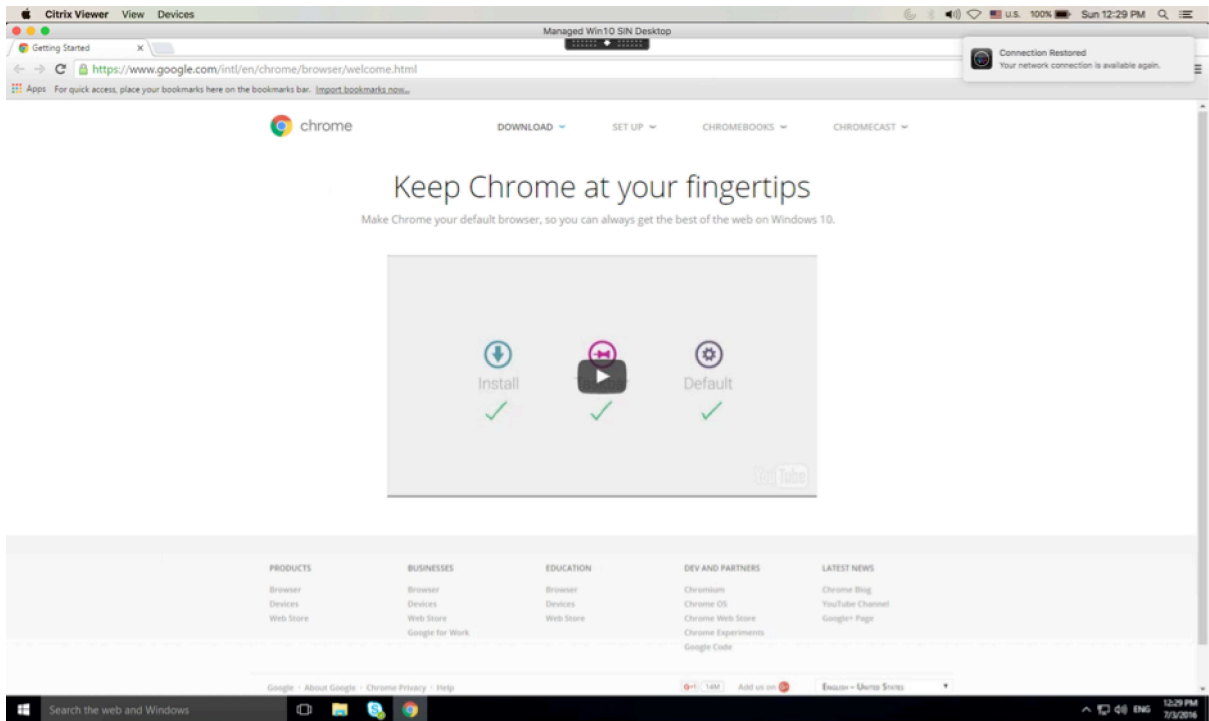 Citrix Viewer View Devices U.S. 100% Sun 12:29 PM
Managed Win10 SIN Desktop
Getting Started
Connection Restored
Your network connection is available again.
https://www.google.com/intl/en/chrome/browser/welcome.html
Apps For quick access, place your bookmarks here on the bookmarks bar. Import bookmarks now...
chrome DOWNLOAD SET UP CHROMEBOOKS CHROMECAST
Keep Chrome at your fingertips
Make Chrome your default browser, so you can always get the best of the web on Windows 10.
Install Taskbar Default
YouTube
PRODUCTS BUSINESSES EDUCATION DEV AND PARTNERS LATEST NEWS
Browser Browser Browser Chromium Chrome Blog
Devices Devices Devices Chrome OS YouTube Channel
Web Store Web Store Web Store Chrome Web Store Google+ Page
Google for Work Chrome Experiments
Google Code
Google About Google Chrome Privacy Help G+1 14M Add us on English – United States
Search the web and Windows ENG 12:29 PM
7/3/2016